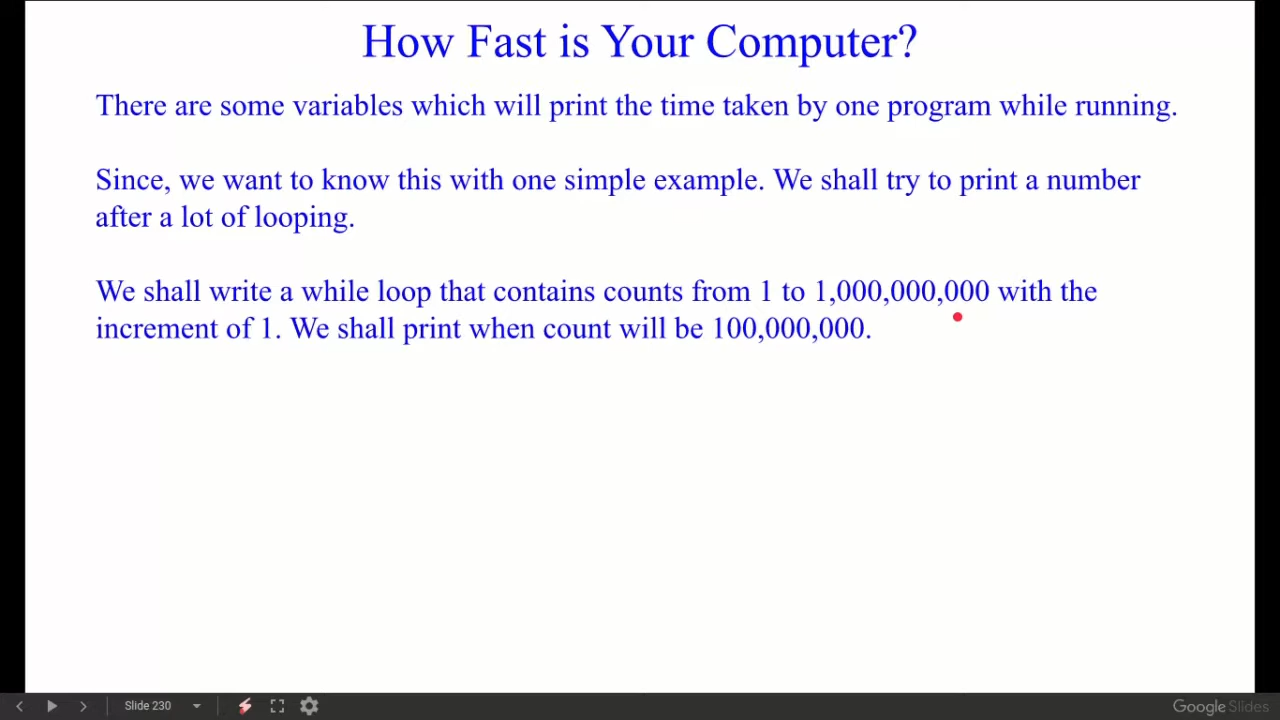 How Fast is Your Computer?
There are some variables which will print the time taken by one program while running.
Since, we want to know this with one simple example. We shall try to print a number
after a lot of looping.
We shall write a while loop that contains counts from 1 to 1,000,000,000 with the
increment of 1. We shall print when count will be 100,000,000.
Slide 230
Google Slides